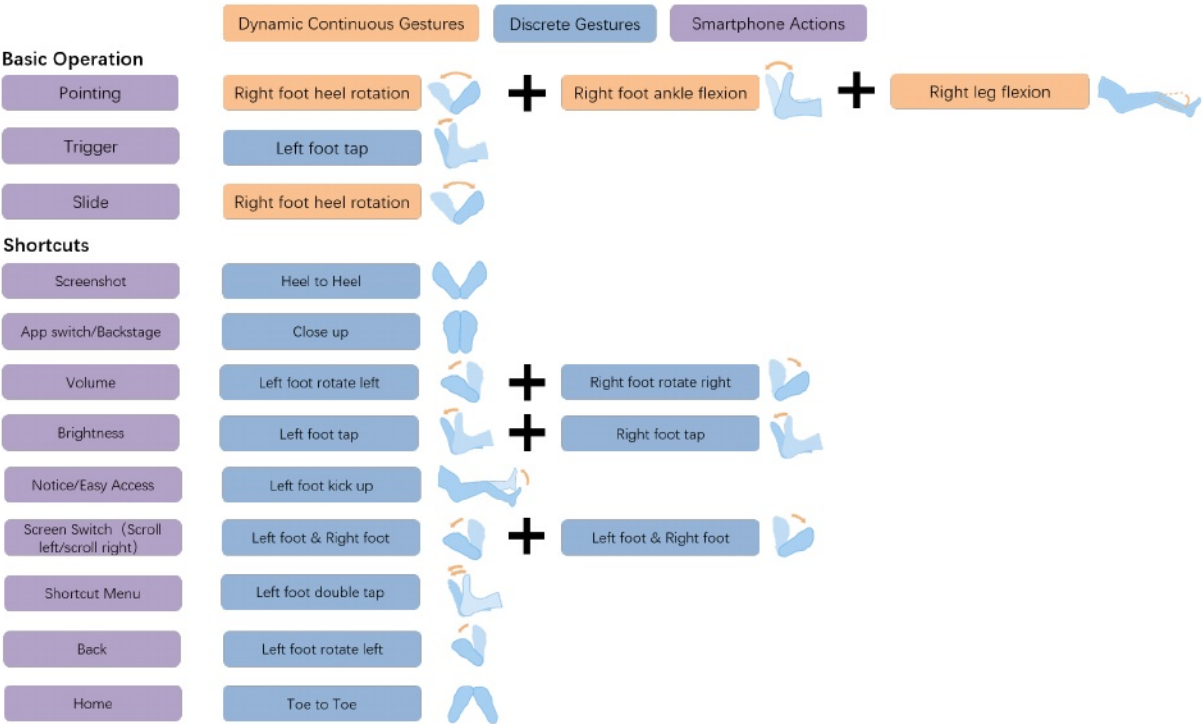 Dynamic Continuous Gestures Discrete Gestures Smartphone Actions
Basic Operation
Pointing Right foot heel rotation + Right foot ankle flexion + Right leg flexion
Trigger Left foot tap
Slide Right foot heel rotation
Shortcuts
Screenshot Heel to Heel
App switch/Backstage Close up
Volume Left foot rotate left + Right foot rotate right
Brightness Left foot tap + Right foot tap
Notice/Easy Access Left foot kick up
Screen Switch（Scroll
left/scroll right） Left foot & Right foot + Left foot & Right foot
Shortcut Menu Left foot double tap
Back Left foot rotate left
Home Toe to Toe